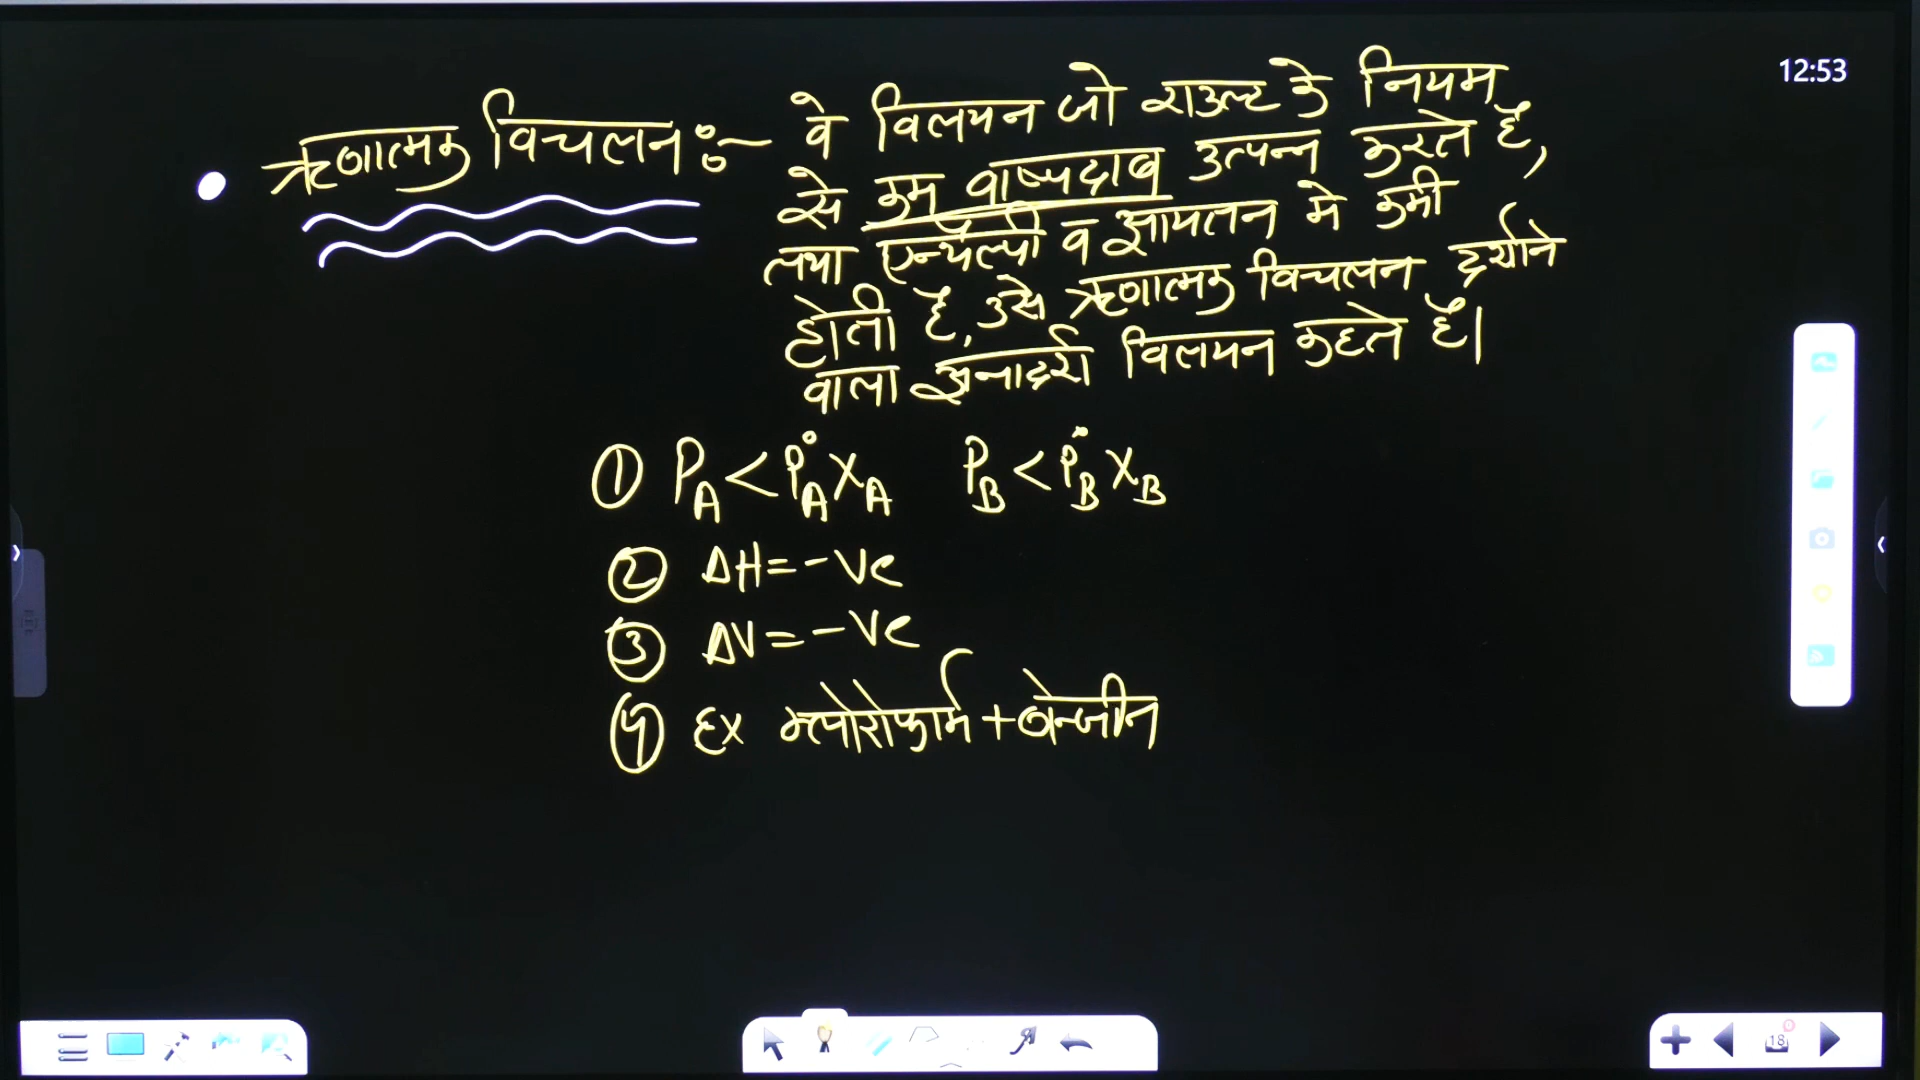 12:53
• ऋणात्मक विचलन :- वे विलयन जो राउल्ट के नियम
से कम वाष्पदाब उत्पन्न करते है,
तथा एन्थैल्पी व आयतन मे कमी
होती है, उसे ऋणात्मक विचलन दर्शाने
वाला अनादर्श विलयन कहते है।
① P_A < P°_A X_A P_B < P°_B X_B
② ΔH = -ve
③ ΔV = -ve
④ Ex क्लोरोफार्म + बेन्जीन
18